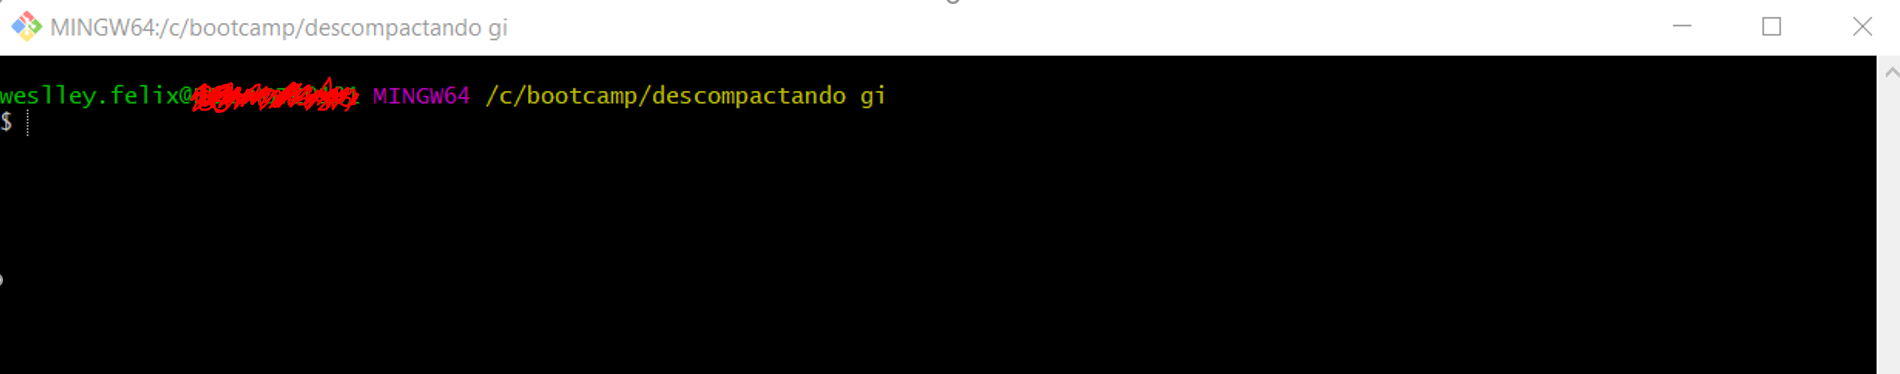 MINGW64:/c/bootcamp/descompactando gi
weslley.felix@ MINGW64 /c/bootcamp/descompactando gi
$